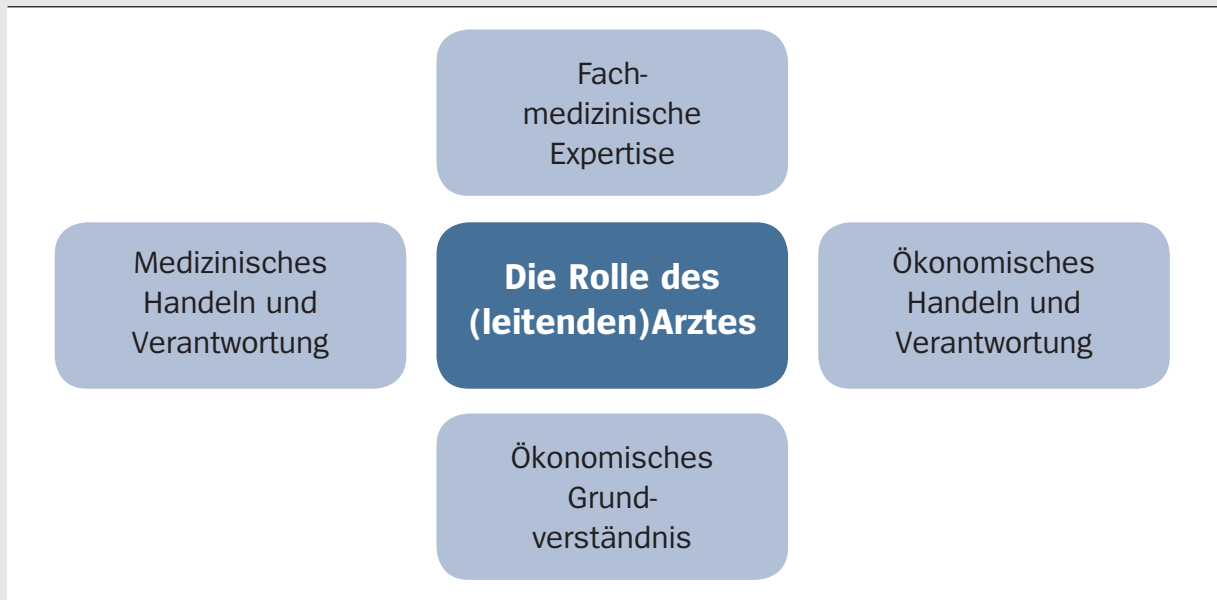 Fach-
medizinische
Expertise
Medizinisches
Handeln und
Verantwortung
Die Rolle des
(leitenden)Arztes
Ökonomisches
Handeln und
Verantwortung
Ökonomisches
Grund-
verständnis